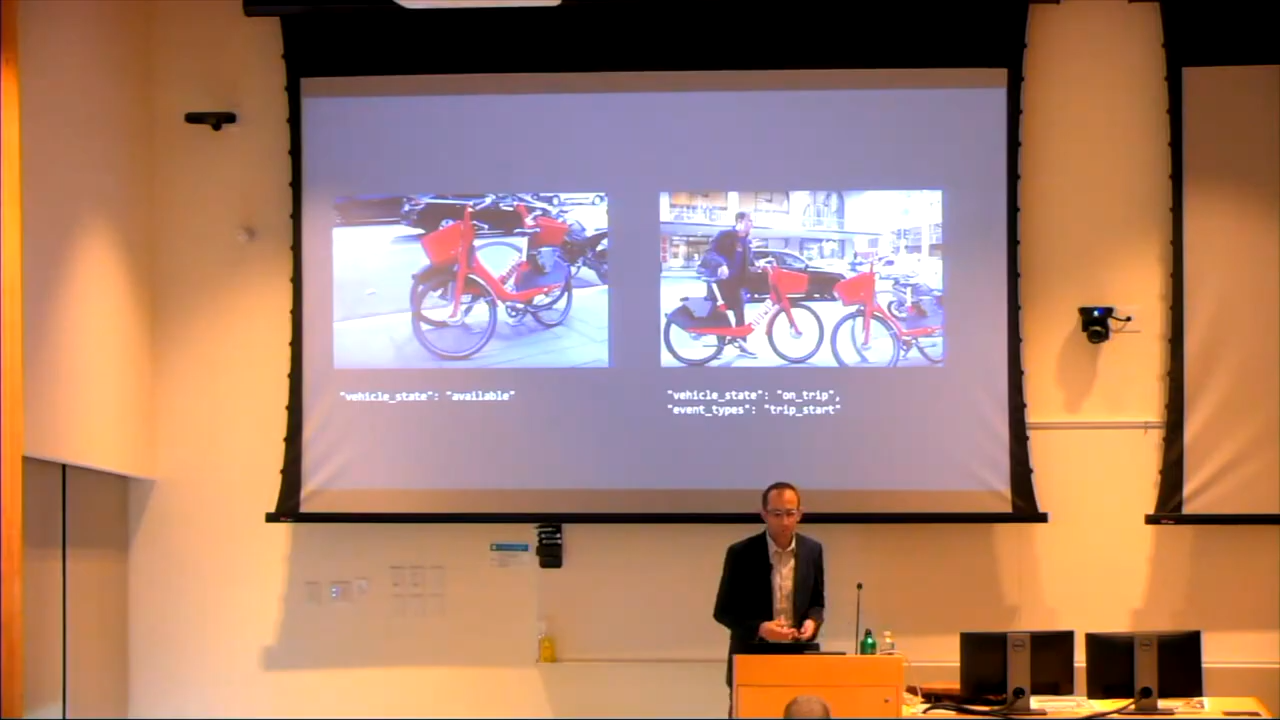 "vehicle_state": "available"
"vehicle_state": "on_trip",
"event_types": "trip_start"